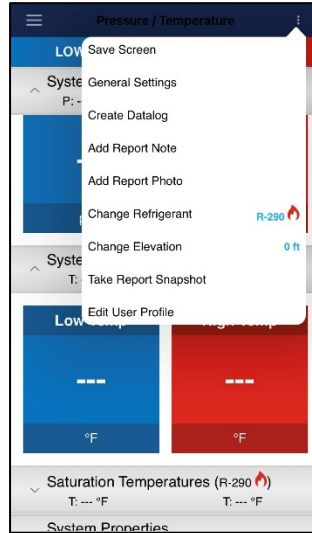 Pressure / Temperature
LOW
Save Screen
Syste
General Settings
P: --
Create Datalog
Add Report Note
Add Report Photo
Change Refrigerant R-290
Change Elevation 0 ft
Syste
T:
Take Report Snapshot
Edit User Profile
Low Temp High Temp
--- ---
°F °F
Saturation Temperatures (R-290)
T: --- °F T: --- °F
System Properties